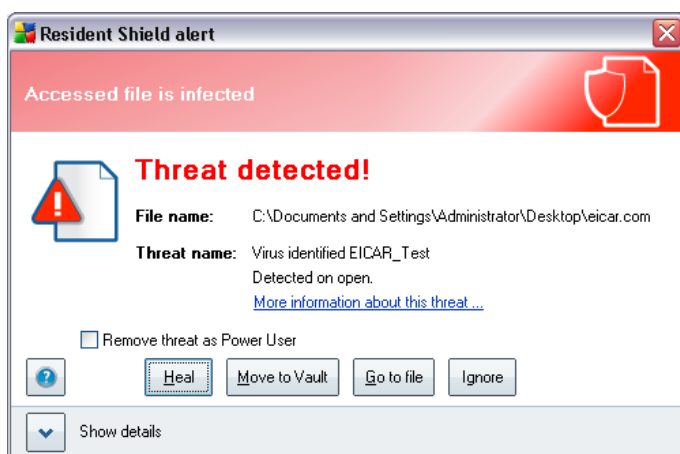 Resident Shield alert
Accessed file is infected
Threat detected!
File name: C:\Documents and Settings\Administrator\Desktop\eicar.com
Threat name: Virus identified EICAR_Test
Detected on open.
More information about this threat ...
Remove threat as Power User
Heal Move to Vault Go to file Ignore
Show details